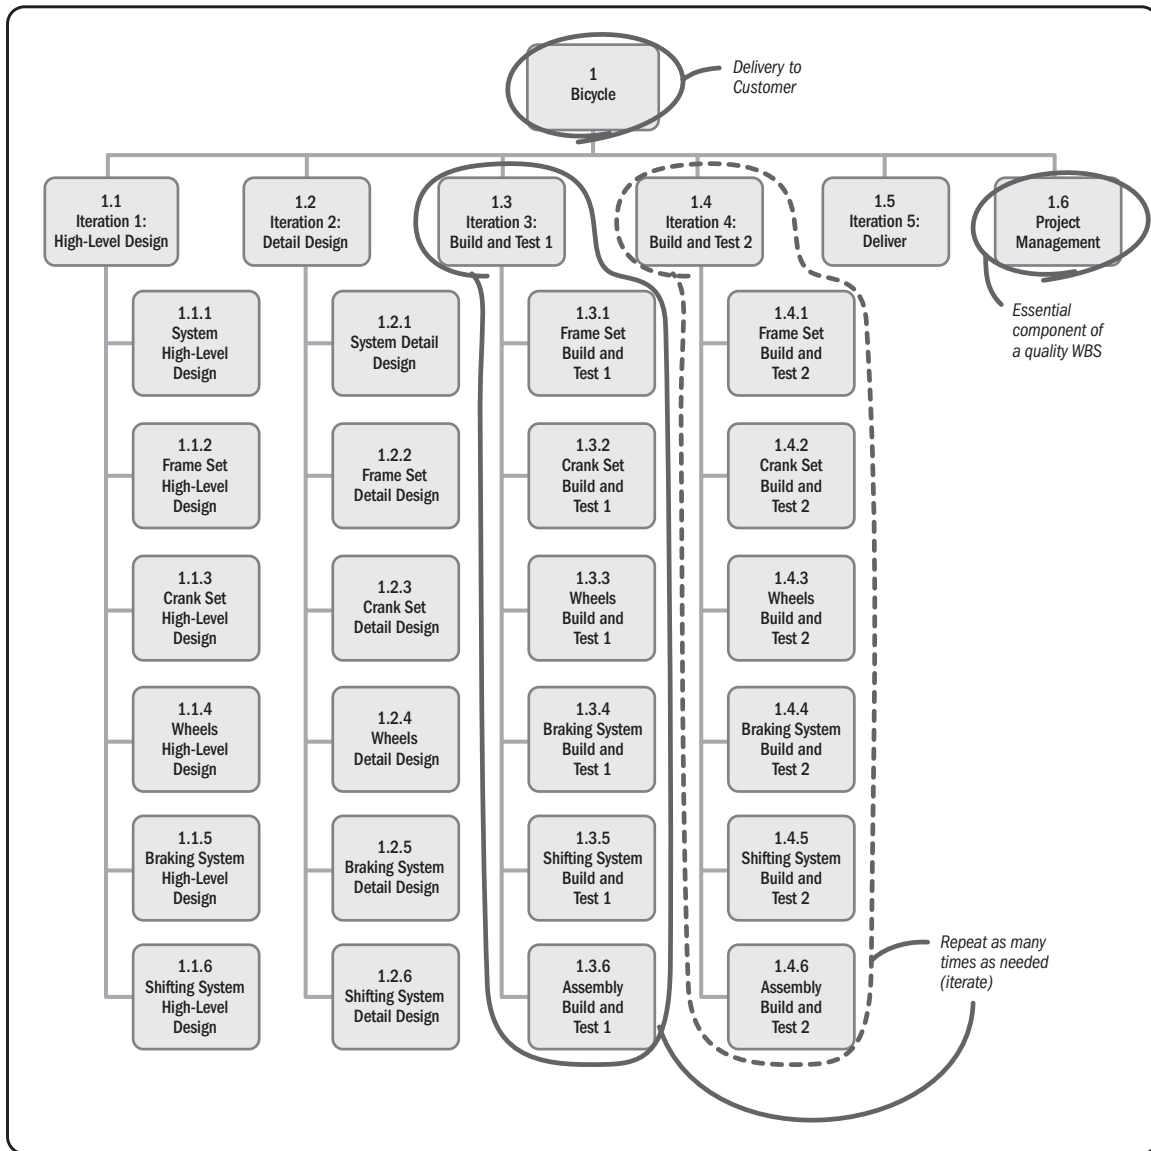 1
Bicycle
Delivery to
Customer
1.1
Iteration 1:
High-Level Design
1.2
Iteration 2:
Detail Design
1.3
Iteration 3:
Build and Test 1
1.4
Iteration 4:
Build and Test 2
1.5
Iteration 5:
Deliver
1.6
Project
Management
Essential
component of
a quality WBS
1.1.1
System
High-Level
Design
1.1.2
Frame Set
High-Level
Design
1.1.3
Crank Set
High-Level
Design
1.1.4
Wheels
High-Level
Design
1.1.5
Braking System
High-Level
Design
1.1.6
Shifting System
High-Level
Design
1.2.1
System Detail
Design
1.2.2
Frame Set
Detail Design
1.2.3
Crank Set
Detail Design
1.2.4
Wheels
Detail Design
1.2.5
Braking System
Detail Design
1.2.6
Shifting System
Detail Design
1.3.1
Frame Set
Build and
Test 1
1.3.2
Crank Set
Build and
Test 1
1.3.3
Wheels
Build and
Test 1
1.3.4
Braking System
Build and
Test 1
1.3.5
Shifting System
Build and
Test 1
1.3.6
Assembly
Build and
Test 1
1.4.1
Frame Set
Build and
Test 2
1.4.2
Crank Set
Build and
Test 2
1.4.3
Wheels
Build and
Test 2
1.4.4
Braking System
Build and
Test 2
1.4.5
Shifting System
Build and
Test 2
1.4.6
Assembly
Build and
Test 2
Repeat as many
times as needed
(iterate)